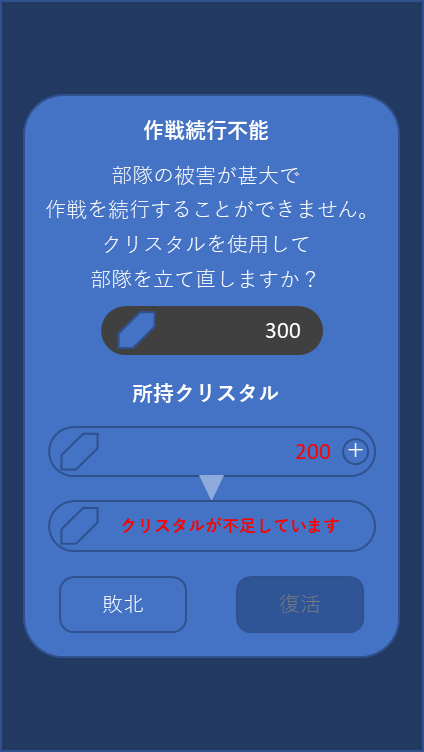 作戦続行不能
部隊の被害が甚大で
作戦を続行することができません。
クリスタルを使用して
部隊を立て直しますか？
300
所持クリスタル
200 +
クリスタルが不足しています
敗北 復活